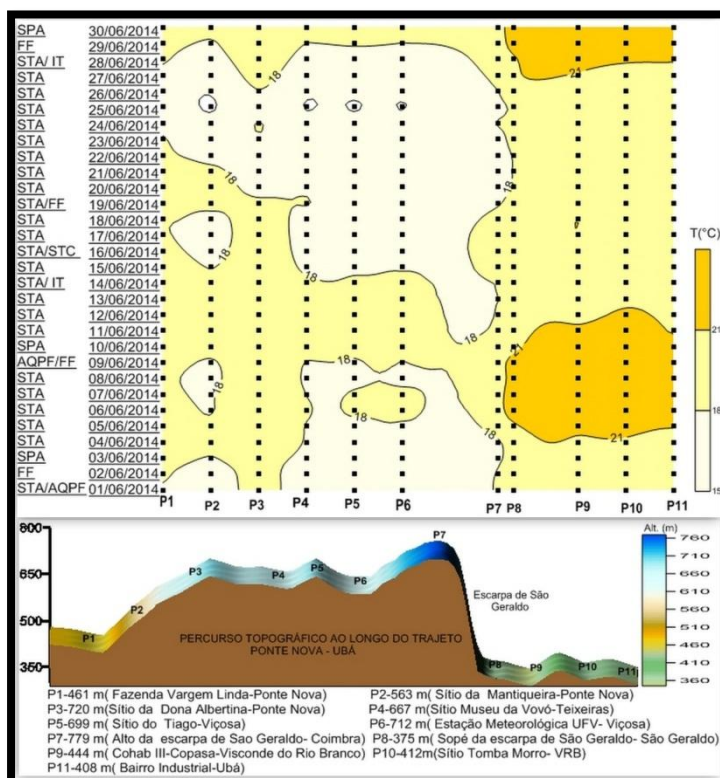 SPA 30/06/2014
FF 29/06/2014
STA/ IT 28/06/2014
STA 27/06/2014
STA 26/06/2014
STA 25/06/2014
STA 24/06/2014
STA 23/06/2014
STA 22/06/2014
STA 21/06/2014
STA 20/06/2014
STA/FF 19/06/2014
STA 18/06/2014
STA 17/06/2014
STA/STC 16/06/2014
STA 15/06/2014
STA/ IT 14/06/2014
STA 13/06/2014
STA 12/06/2014
STA 11/06/2014
SPA 10/06/2014
AQPF/FF 09/06/2014
STA 08/06/2014
STA 07/06/2014
STA 06/06/2014
STA 05/06/2014
STA 04/06/2014
SPA 03/06/2014
FF 02/06/2014
STA/AQPF 01/06/2014
18
21
18
18
18
18
18
18
18
18
21
21
T(°C)
21
18
15
P1 P2 P3 P4 P5 P6 P7 P8 P9 P10 P11
800
650
500
350
P1
P2
P3
P4
P5
P6
P7
P8
P9
P10
P11
Escarpa de São
Geraldo
PERCURSO TOPOGRÁFICO AO LONGO DO TRAJETO
PONTE NOVA - UBÁ
Alt. (m)
760
710
660
610
560
510
460
410
360
P1-461 m( Fazenda Vargem Linda-Ponte Nova) P2-563 m( Sítio da Mantiqueira-Ponte Nova)
P3-720 m( Sítio da Dona Albertina-Ponte Nova) P4-667 m(Sítio Museu da Vovó-Teixeiras)
P5-699 m( Sítio do Tiago-Viçosa) P6-712 m( Estação Meteorológica UFV- Viçosa)
P7-779 m( Alto da escarpa de Sao Geraldo- Coimbra) P8-375 m( Sopé da escarpa de São Geraldo- São Geraldo)
P9-444 m( Cohab III-Copasa-Visconde do Rio Branco) P10-412m(Sítio Tomba Morro- VRB)
P11-408 m( Bairro Industrial-Ubá)